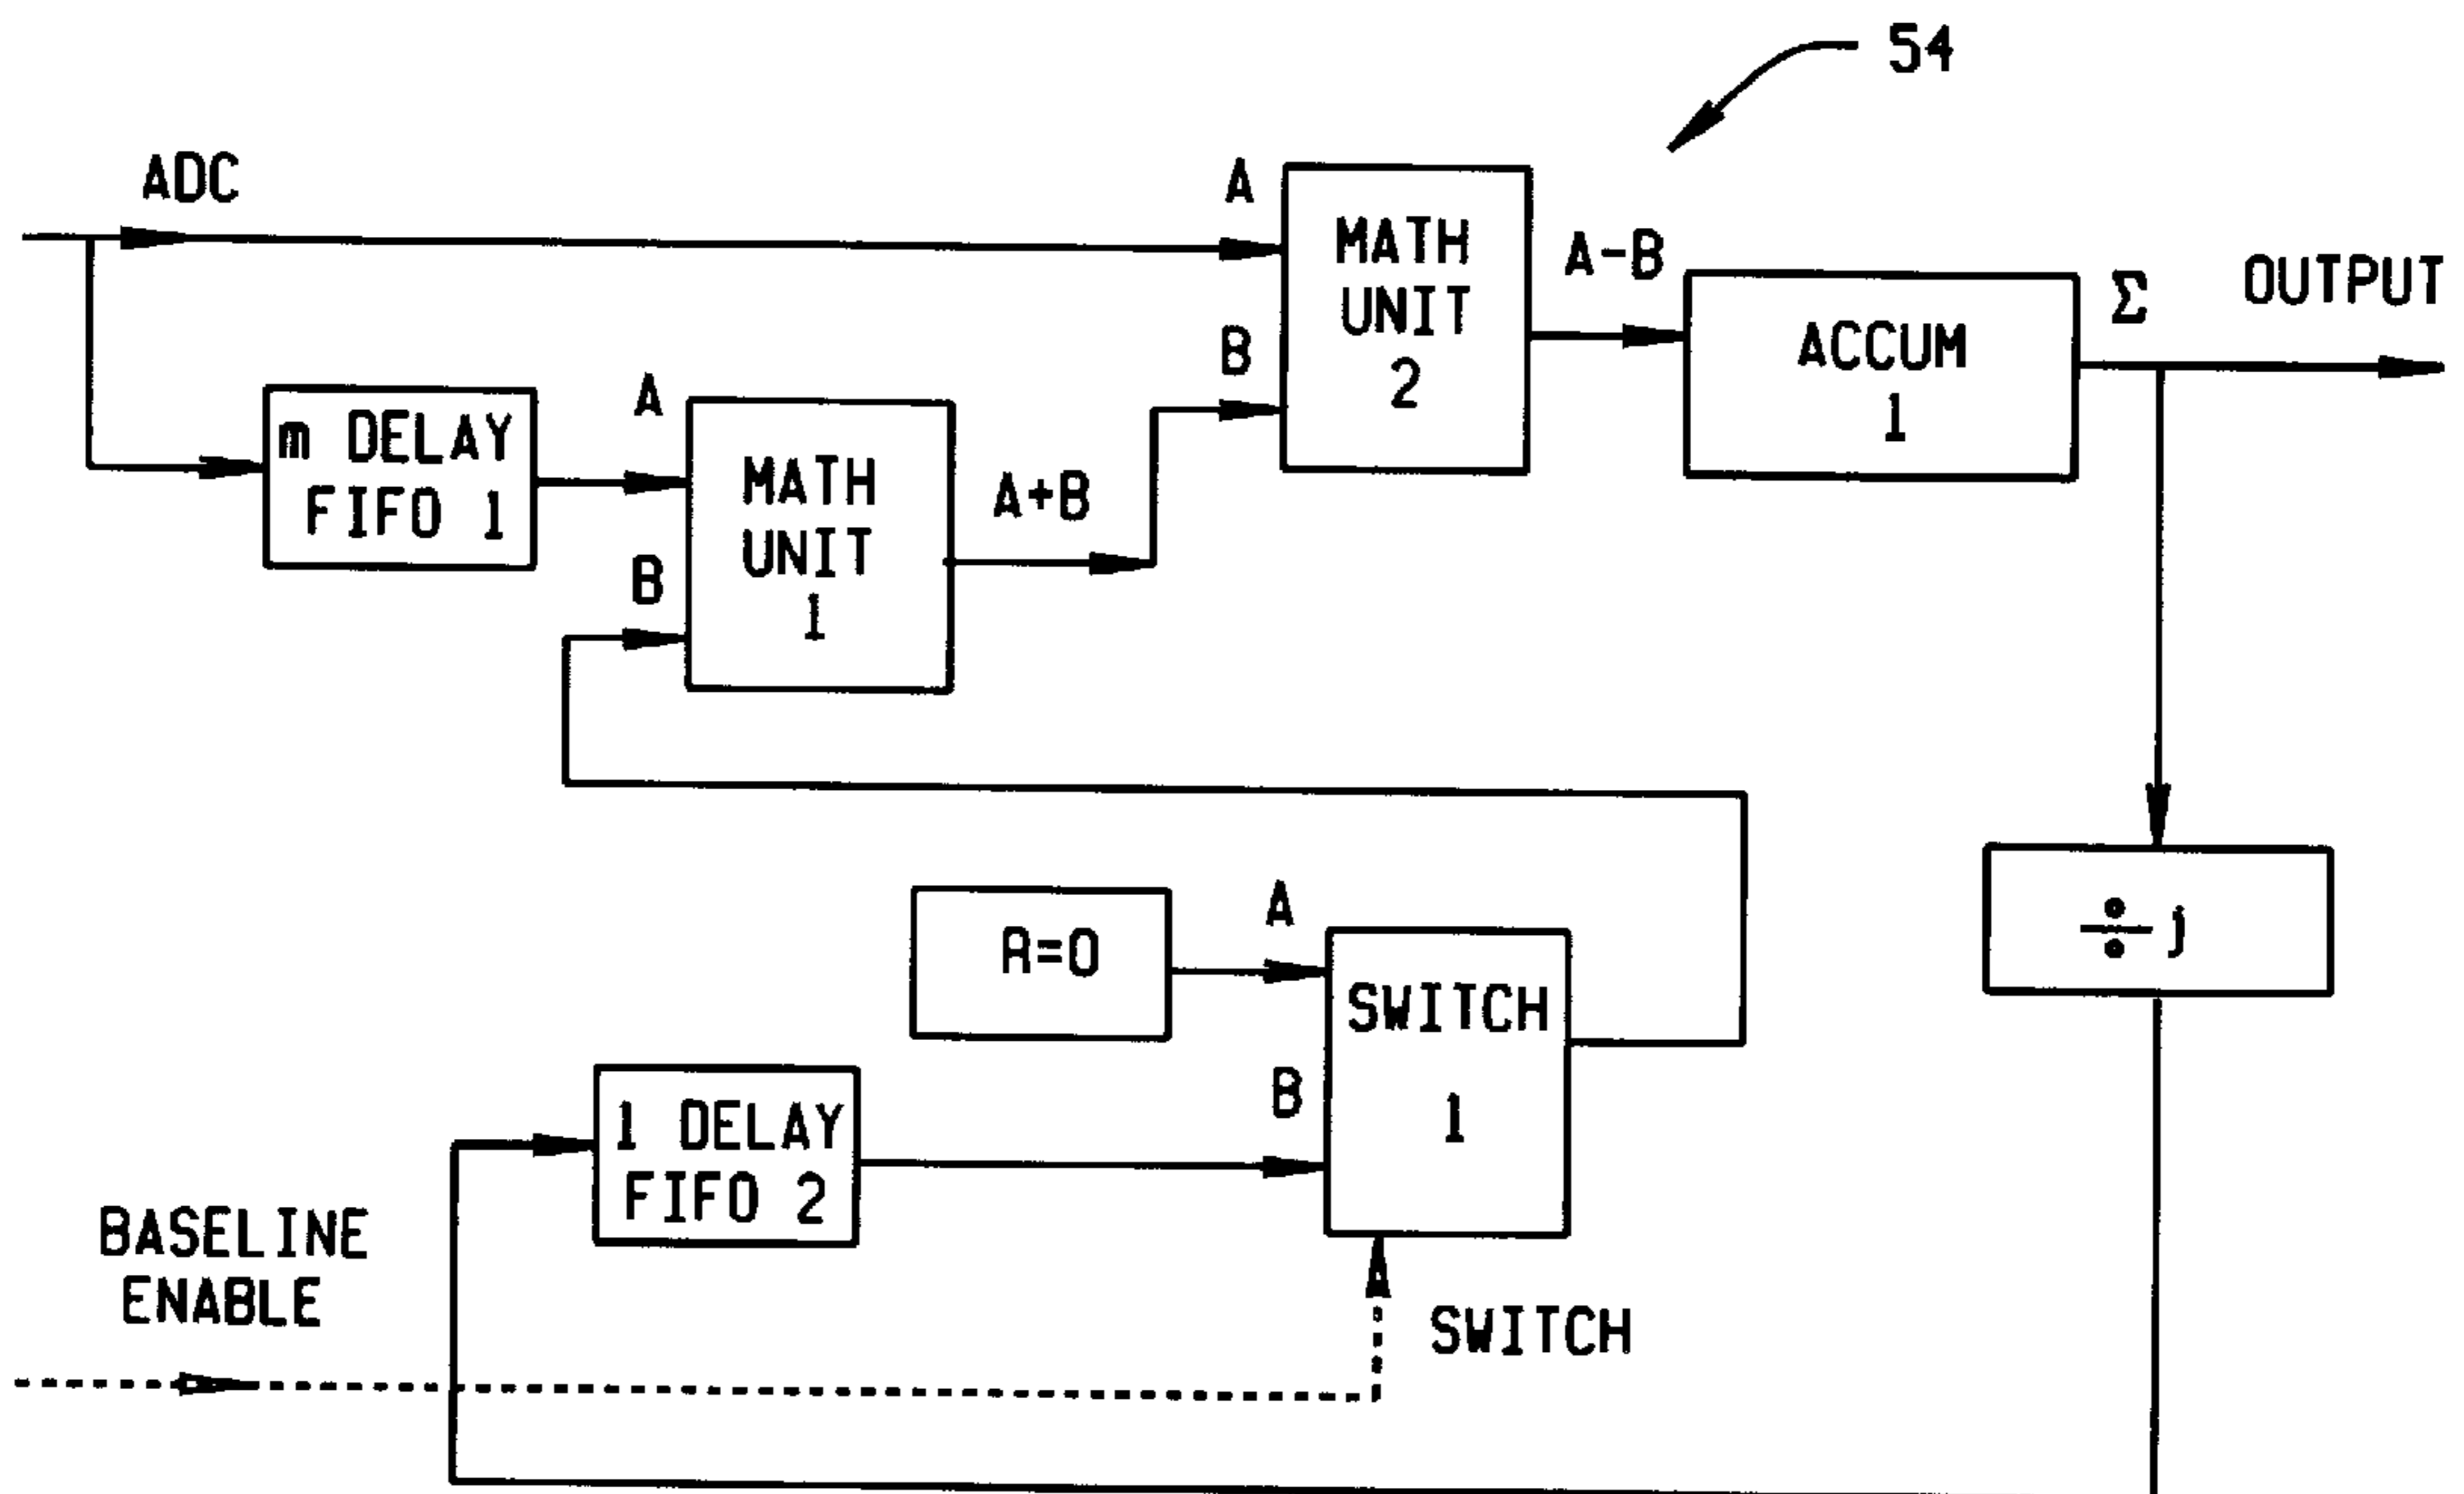 54
ADC
A
MATH
UNIT
2
B
A-B
ACCUM
1
Σ
OUTPUT
m DELAY
FIFO 1
A
MATH
UNIT
1
B
A+B
÷ j
R=0
A
SWITCH
1
B
1 DELAY
FIFO 2
BASELINE
ENABLE
SWITCH